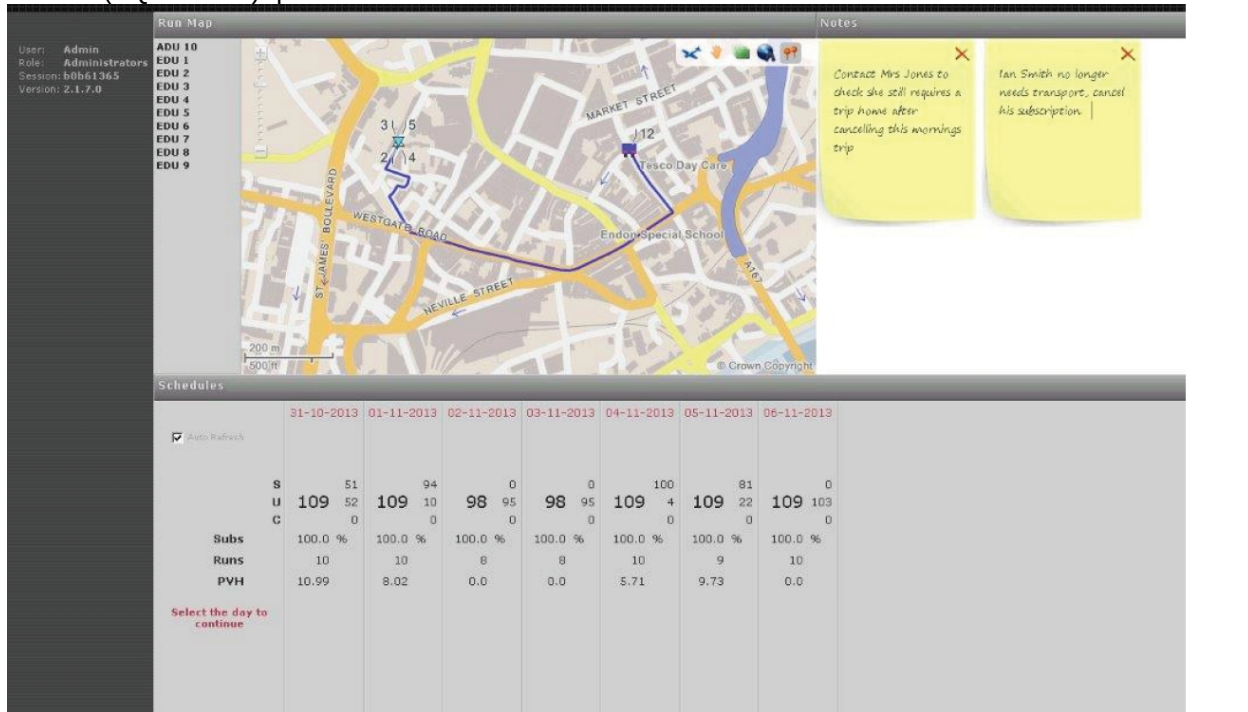 Run Map
Notes
User: Admin
Role: Administrators
Session: b0b61365
Version: 2.1.7.0
ADU 10
EDU 1
EDU 2
EDU 3
EDU 4
EDU 5
EDU 6
EDU 7
EDU 8
EDU 9
MARKET STREET
3 5
2 4
12
Tesco Day Care
ST JAMES' BOULEVARD
WESTGATE ROAD
Endon Special School
NEVILLE STREET
A167
200 m
500 ft
© Crown Copyright
Contact Mrs Jones to
check she still requires a
trip home after
cancelling this mornings
trip
Ian Smith no longer
needs transport, cancel
his subscription
Schedules
31-10-2013 01-11-2013 02-11-2013 03-11-2013 04-11-2013 05-11-2013 06-11-2013
Auto Refresh
S 51 94 0 0 100 81 0
U 109 52 109 10 98 95 98 95 109 4 109 22 109 103
C 0 0 0 0 0 0 0
Subs 100.0 % 100.0 % 100.0 % 100.0 % 100.0 % 100.0 % 100.0 %
Runs 10 10 8 8 10 9 10
PVH 10.99 8.02 0.0 0.0 5.71 9.73 0.0
Select the day to
continue